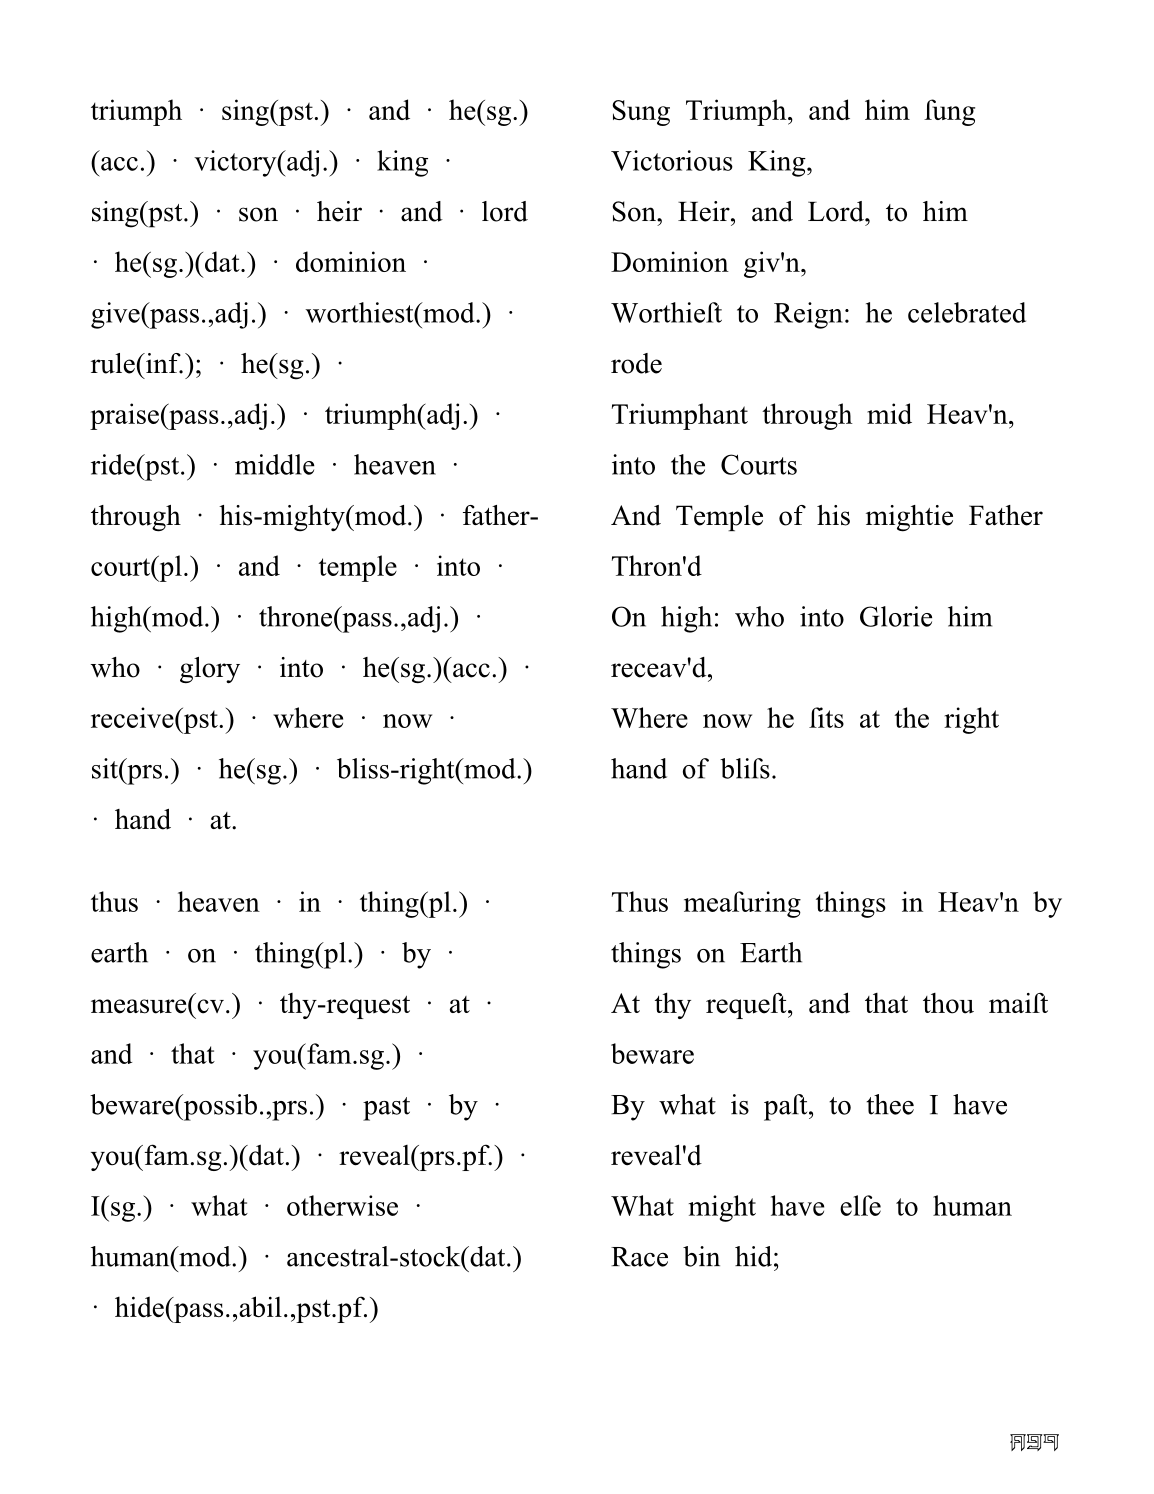 triumph · sing(pst.) · and · he(sg.)
(acc.) · victory(adj.) · king ·
sing(pst.) · son · heir · and · lord
· he(sg.)(dat.) · dominion ·
give(pass.,adj.) · worthiest(mod.) ·
rule(inf.); · he(sg.) ·
praise(pass.,adj.) · triumph(adj.) ·
ride(pst.) · middle · heaven ·
through · his-mighty(mod.) · father-
court(pl.) · and · temple · into ·
high(mod.) · throne(pass.,adj.) ·
who · glory · into · he(sg.)(acc.) ·
receive(pst.) · where · now ·
sit(prs.) · he(sg.) · bliss-right(mod.)
· hand · at.
Sung Triumph, and him ſung
Victorious King,
Son, Heir, and Lord, to him
Dominion giv'n,
Worthieſt to Reign: he celebrated
rode
Triumphant through mid Heav'n,
into the Courts
And Temple of his mightie Father
Thron'd
On high: who into Glorie him
receav'd,
Where now he ſits at the right
hand of bliſs.
thus · heaven · in · thing(pl.) ·
earth · on · thing(pl.) · by ·
measure(cv.) · thy-request · at ·
and · that · you(fam.sg.) ·
beware(possib.,prs.) · past · by ·
you(fam.sg.)(dat.) · reveal(prs.pf.) ·
I(sg.) · what · otherwise ·
human(mod.) · ancestral-stock(dat.)
· hide(pass.,abil.,pst.pf.)
Thus meaſuring things in Heav'n by
things on Earth
At thy requeſt, and that thou maiſt
beware
By what is paſt, to thee I have
reveal'd
What might have elſe to human
Race bin hid;